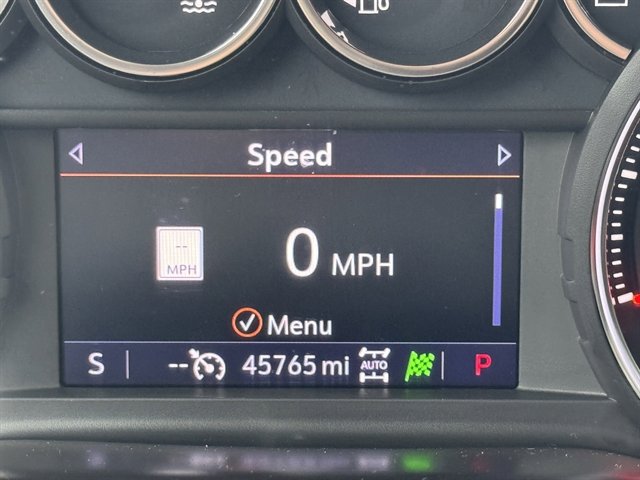 Speed
--
MPH
0 MPH
Menu
S -- 45765 mi AUTO P